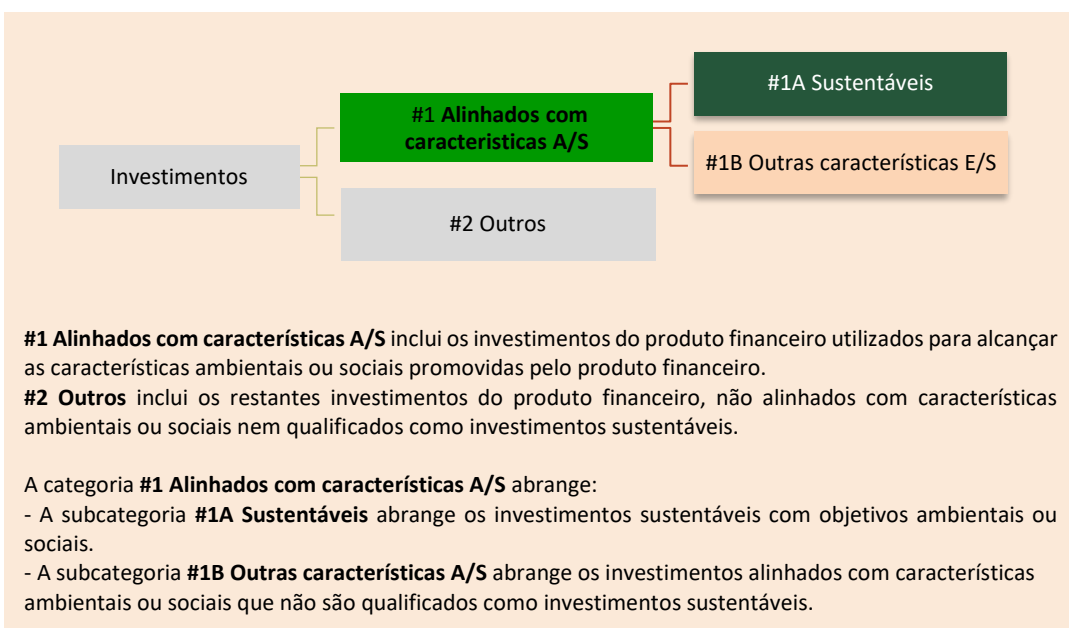 #1A Sustentáveis
#1 Alinhados com
caracteristicas A/S
#1B Outras características E/S
Investimentos
#2 Outros
#1 Alinhados com características A/S inclui os investimentos do produto financeiro utilizados para alcançar
as características ambientais ou sociais promovidas pelo produto financeiro.
#2 Outros inclui os restantes investimentos do produto financeiro, não alinhados com características
ambientais ou sociais nem qualificados como investimentos sustentáveis.
A categoria #1 Alinhados com características A/S abrange:
- A subcategoria #1A Sustentáveis abrange os investimentos sustentáveis com objetivos ambientais ou
sociais.
- A subcategoria #1B Outras características A/S abrange os investimentos alinhados com características
ambientais ou sociais que não são qualificados como investimentos sustentáveis.